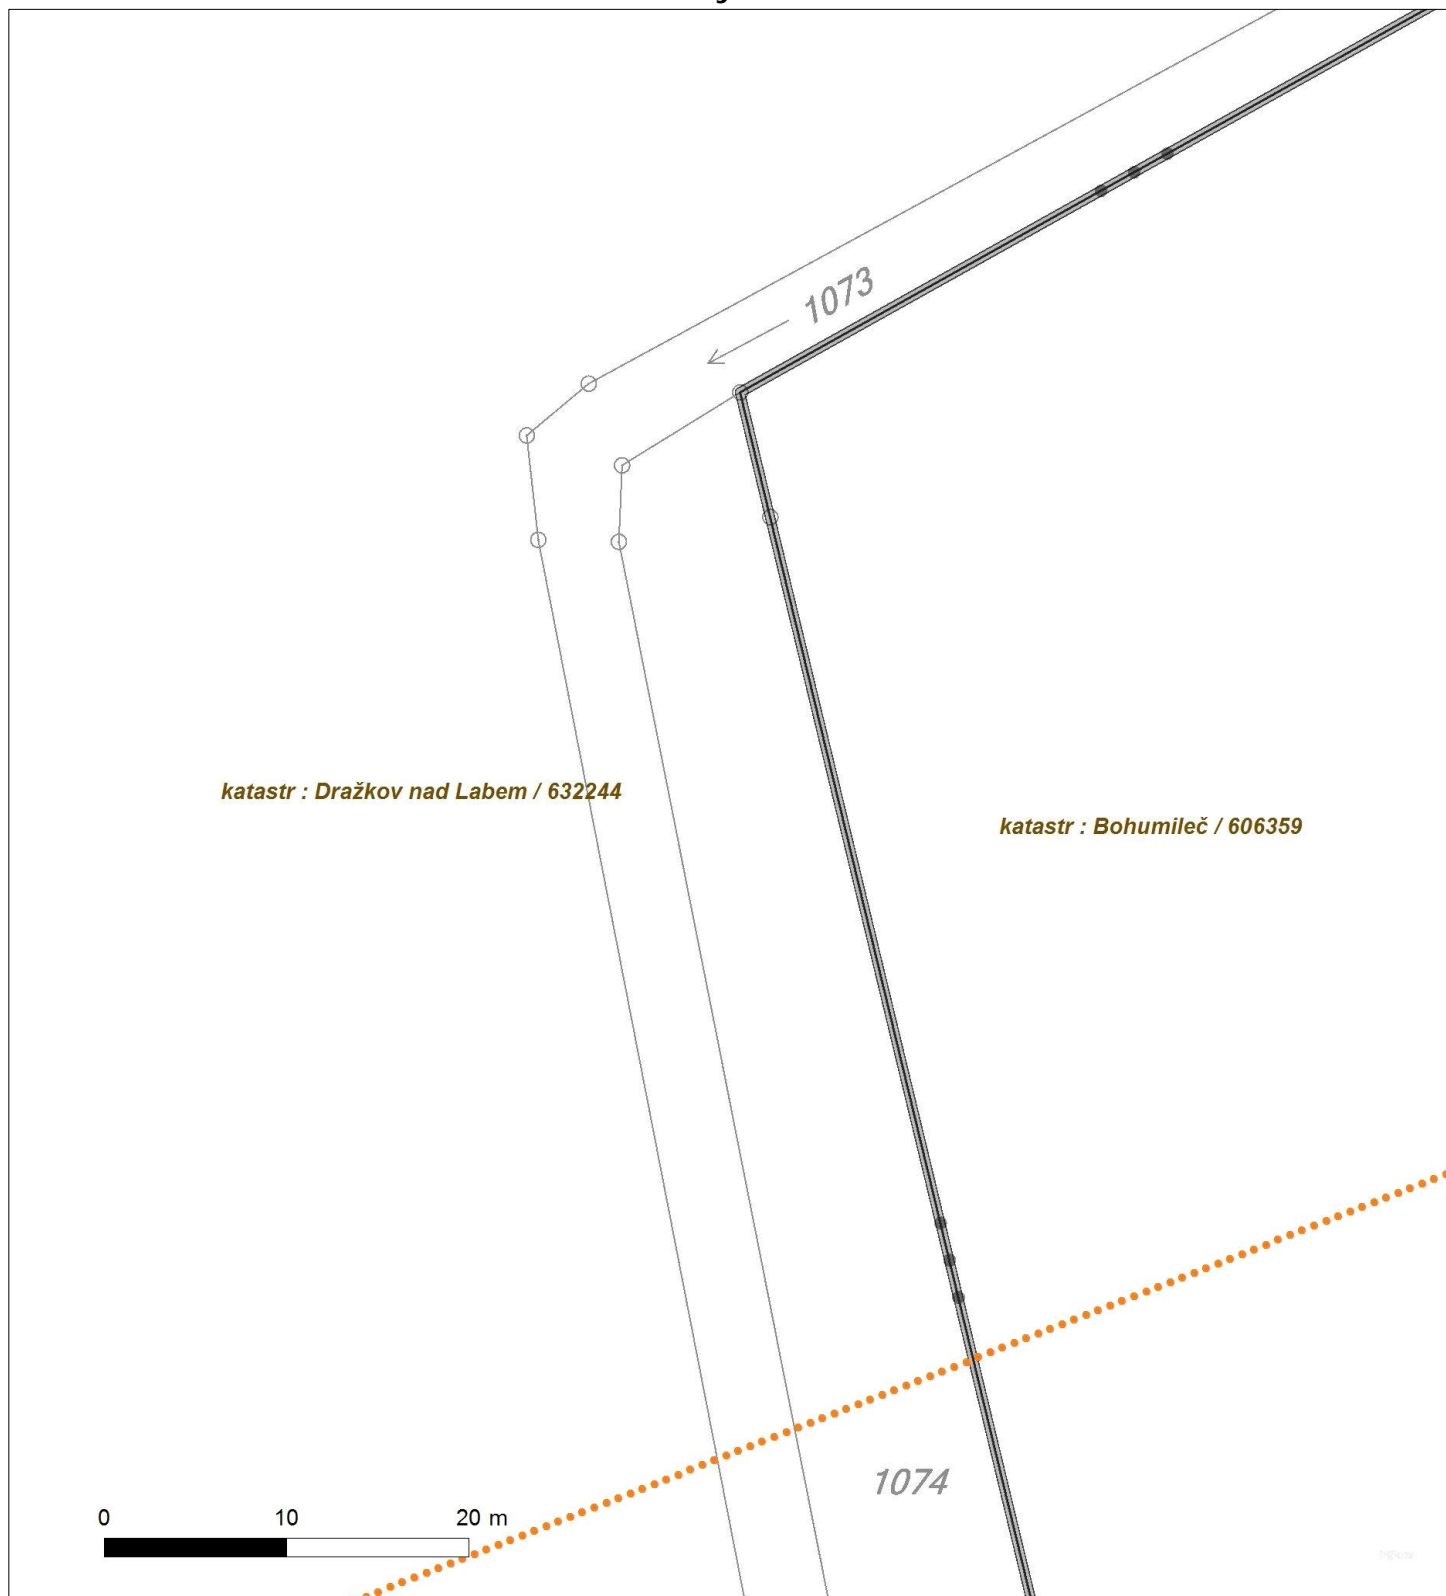 1073
katastr : Dražkov nad Labem / 632244
katastr : Bohumileč / 606359
1074
0 10 20 m